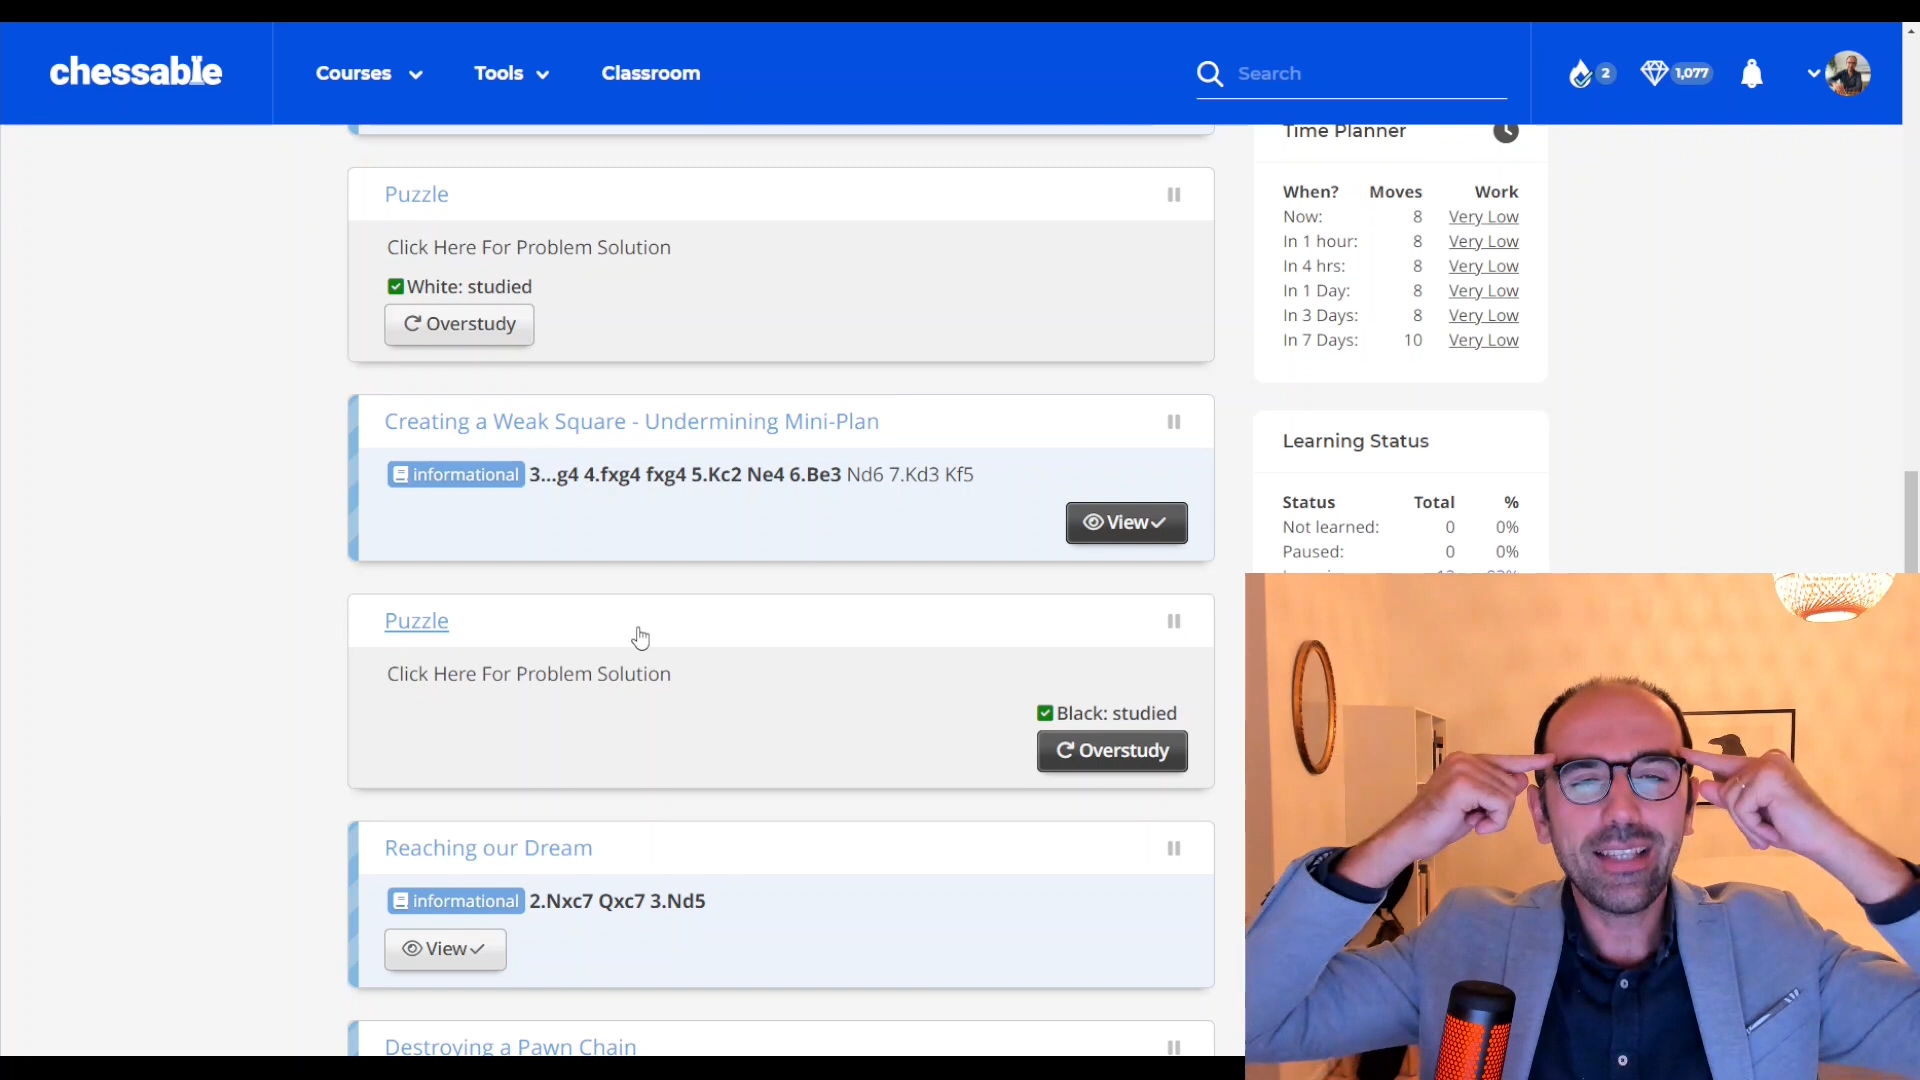 chessable
Courses
Tools
Classroom
Search
2
1,077
Puzzle
Click Here For Problem Solution
White: studied
Overstudy
Creating a Weak Square - Undermining Mini-Plan
informational 3...g4 4.fxg4 fxg4 5.Kc2 Ne4 6.Be3 Nd6 7.Kd3 Kf5
View
Puzzle
Click Here For Problem Solution
Black: studied
Overstudy
Reaching our Dream
informational 2.Nxc7 Qxc7 3.Nd5
View
Destroying a Pawn Chain
Time Planner
When? Moves Work
Now: 8 Very Low
In 1 hour: 8 Very Low
In 4 hrs: 8 Very Low
In 1 Day: 8 Very Low
In 3 Days: 8 Very Low
In 7 Days: 10 Very Low
Learning Status
Status Total %
Not learned: 0 0%
Paused: 0 0%